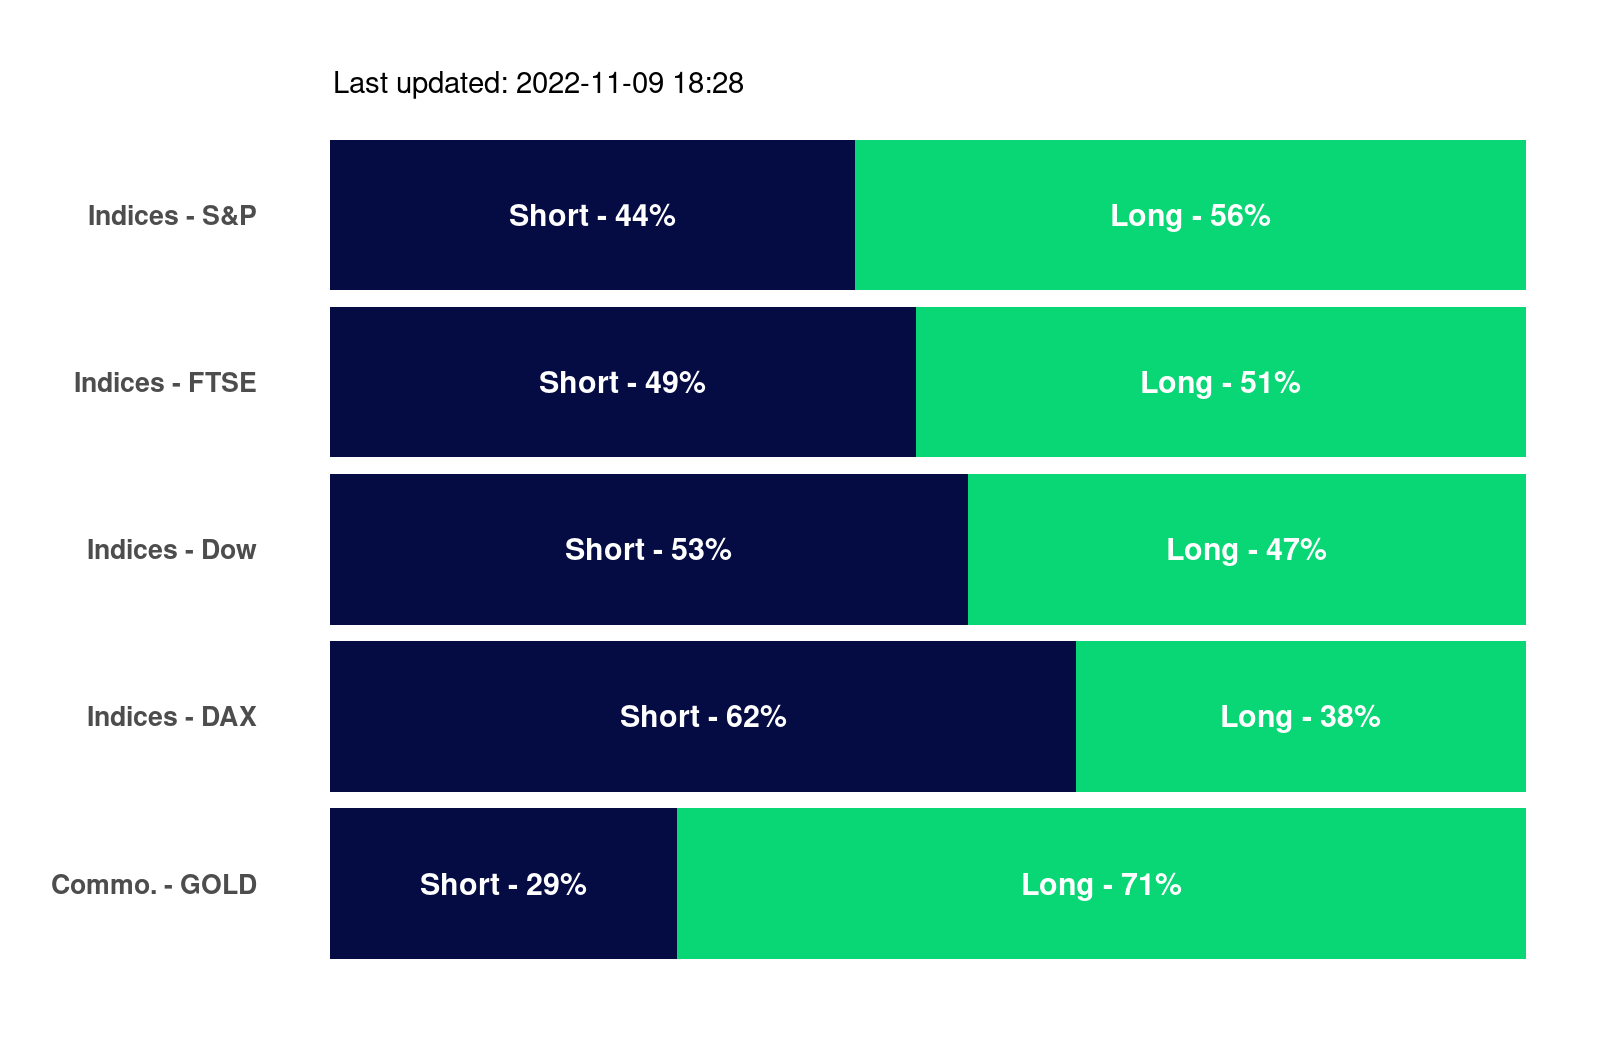 Last updated: 2022-11-09 18:28
Indices - S&P Short - 44% Long - 56%
Indices - FTSE Short - 49% Long - 51%
Indices - Dow Short - 53% Long - 47%
Indices - DAX Short - 62% Long - 38%
Commo. - GOLD Short - 29% Long - 71%